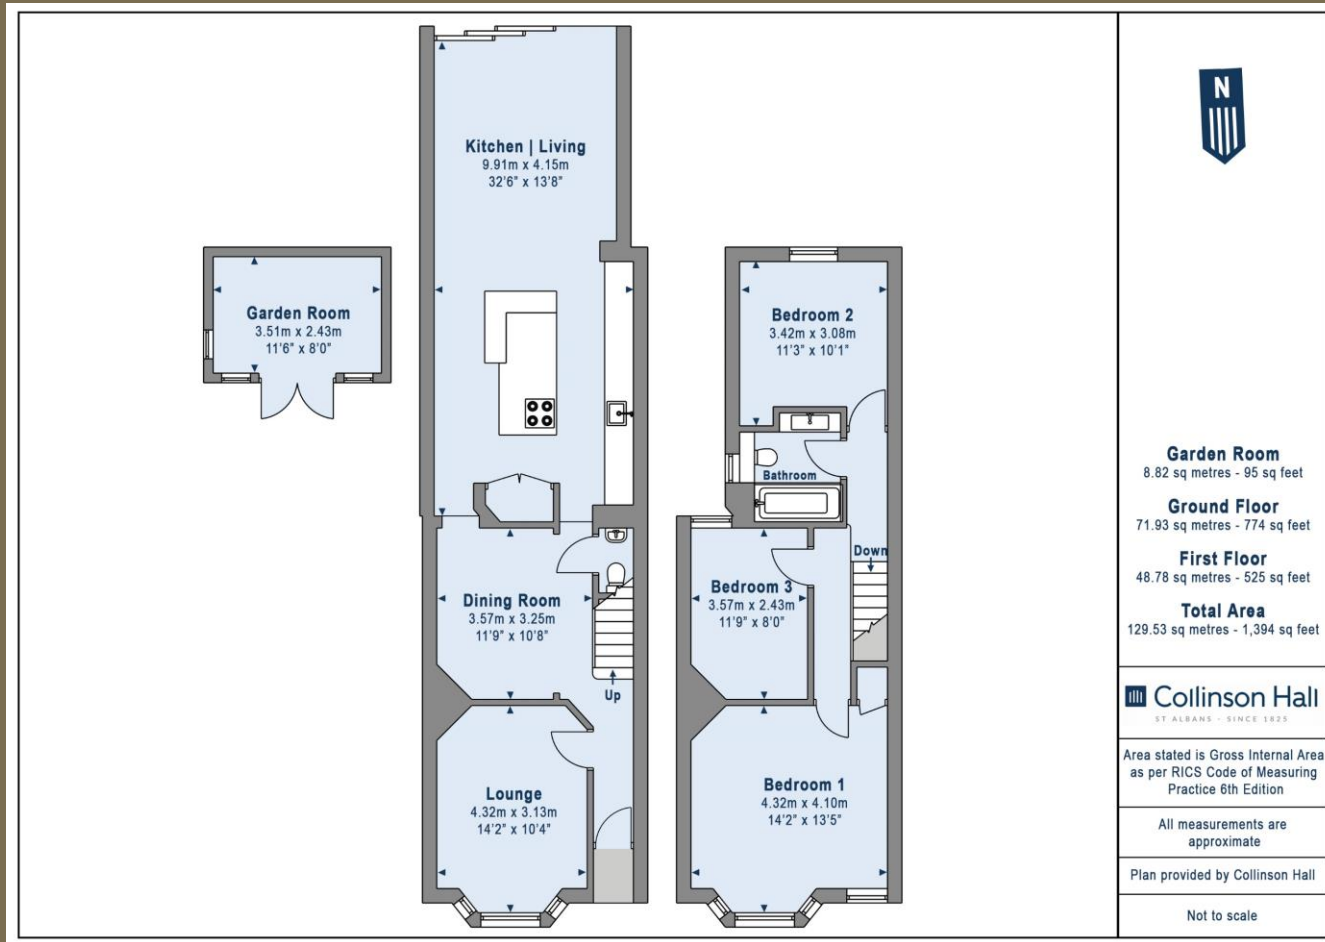 Kitchen | Living
9.91m x 4.15m
32'6" x 13'8"
Garden Room
3.51m x 2.43m
11'6" x 8'0"
Dining Room
3.57m x 3.25m
11'9" x 10'8"
Up
Lounge
4.32m x 3.13m
14'2" x 10'4"
Bedroom 2
3.42m x 3.08m
11'3" x 10'1"
Bathroom
Down
Bedroom 3
3.57m x 2.43m
11'9" x 8'0"
Bedroom 1
4.32m x 4.10m
14'2" x 13'5"
N
Garden Room
8.82 sq metres - 95 sq feet
Ground Floor
71.93 sq metres - 774 sq feet
First Floor
48.78 sq metres - 525 sq feet
Total Area
129.53 sq metres - 1,394 sq feet
Collinson Hall
ST ALBANS - SINCE 1825
Area stated is Gross Internal Area
as per RICS Code of Measuring
Practice 6th Edition
All measurements are
approximate
Plan provided by Collinson Hall
Not to scale